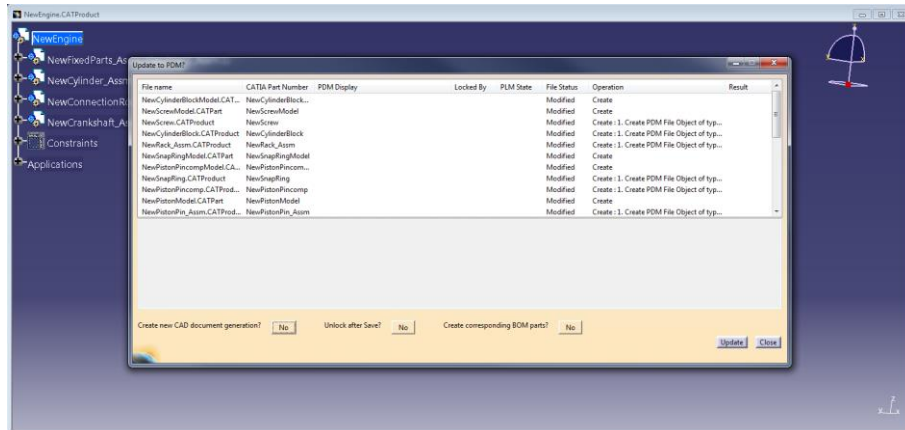 NewEngine.CATProduct
NewEngine
NewFixedParts_As
NewCylinder_Assm
NewConnectionRo
NewCrankshaft_A
Constraints
Applications
Update to PDM?
File name CATIA Part Number PDM Display Locked By PLM State File Status Operation Result
NewCylinderBlockModel.CAT... NewCylinderBlock... Modified Create
NewScrewModel.CATPart NewScrewModel Modified Create
NewScrew.CATProduct NewScrew Modified Create : 1. Create PDM File Object of typ...
NewCylinderBlock.CATProduct NewCylinderBlock Modified Create : 1. Create PDM File Object of typ...
NewRack_Assm.CATProduct NewRack_Assm Modified Create : 1. Create PDM File Object of typ...
NewSnapRingModel.CATPart NewSnapRingModel Modified Create
NewPistonPincompModel.CA... NewPistonPincom... Modified Create
NewSnapRing.CATProduct NewSnapRing Modified Create : 1. Create PDM File Object of typ...
NewPistonPincomp.CATProd... NewPistonPincomp Modified Create : 1. Create PDM File Object of typ...
NewPistonModel.CATPart NewPistonModel Modified Create
NewPistonPin_Assm.CATProd... NewPistonPin_Assm Modified Create : 1. Create PDM File Object of typ...
Create new CAD document generation? No Unlock after Save? No Create corresponding BOM parts? No
Update Close
z
x